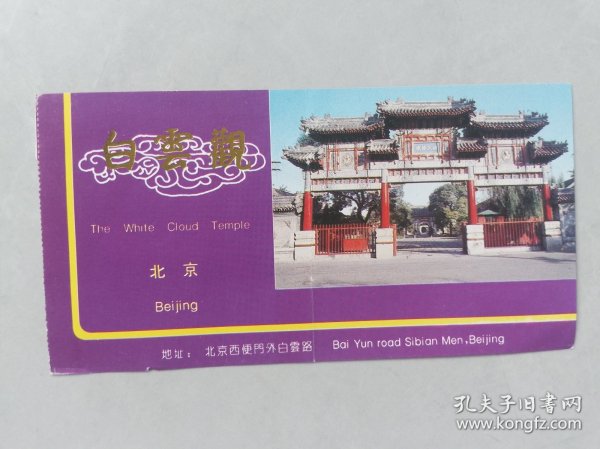 白雲觀
The White Cloud Temple
北京
Beijing
地址：北京西便門外白雲路 Bai Yun road Sibian Men,Beijing
孔夫子旧书网
www.kongfz.com